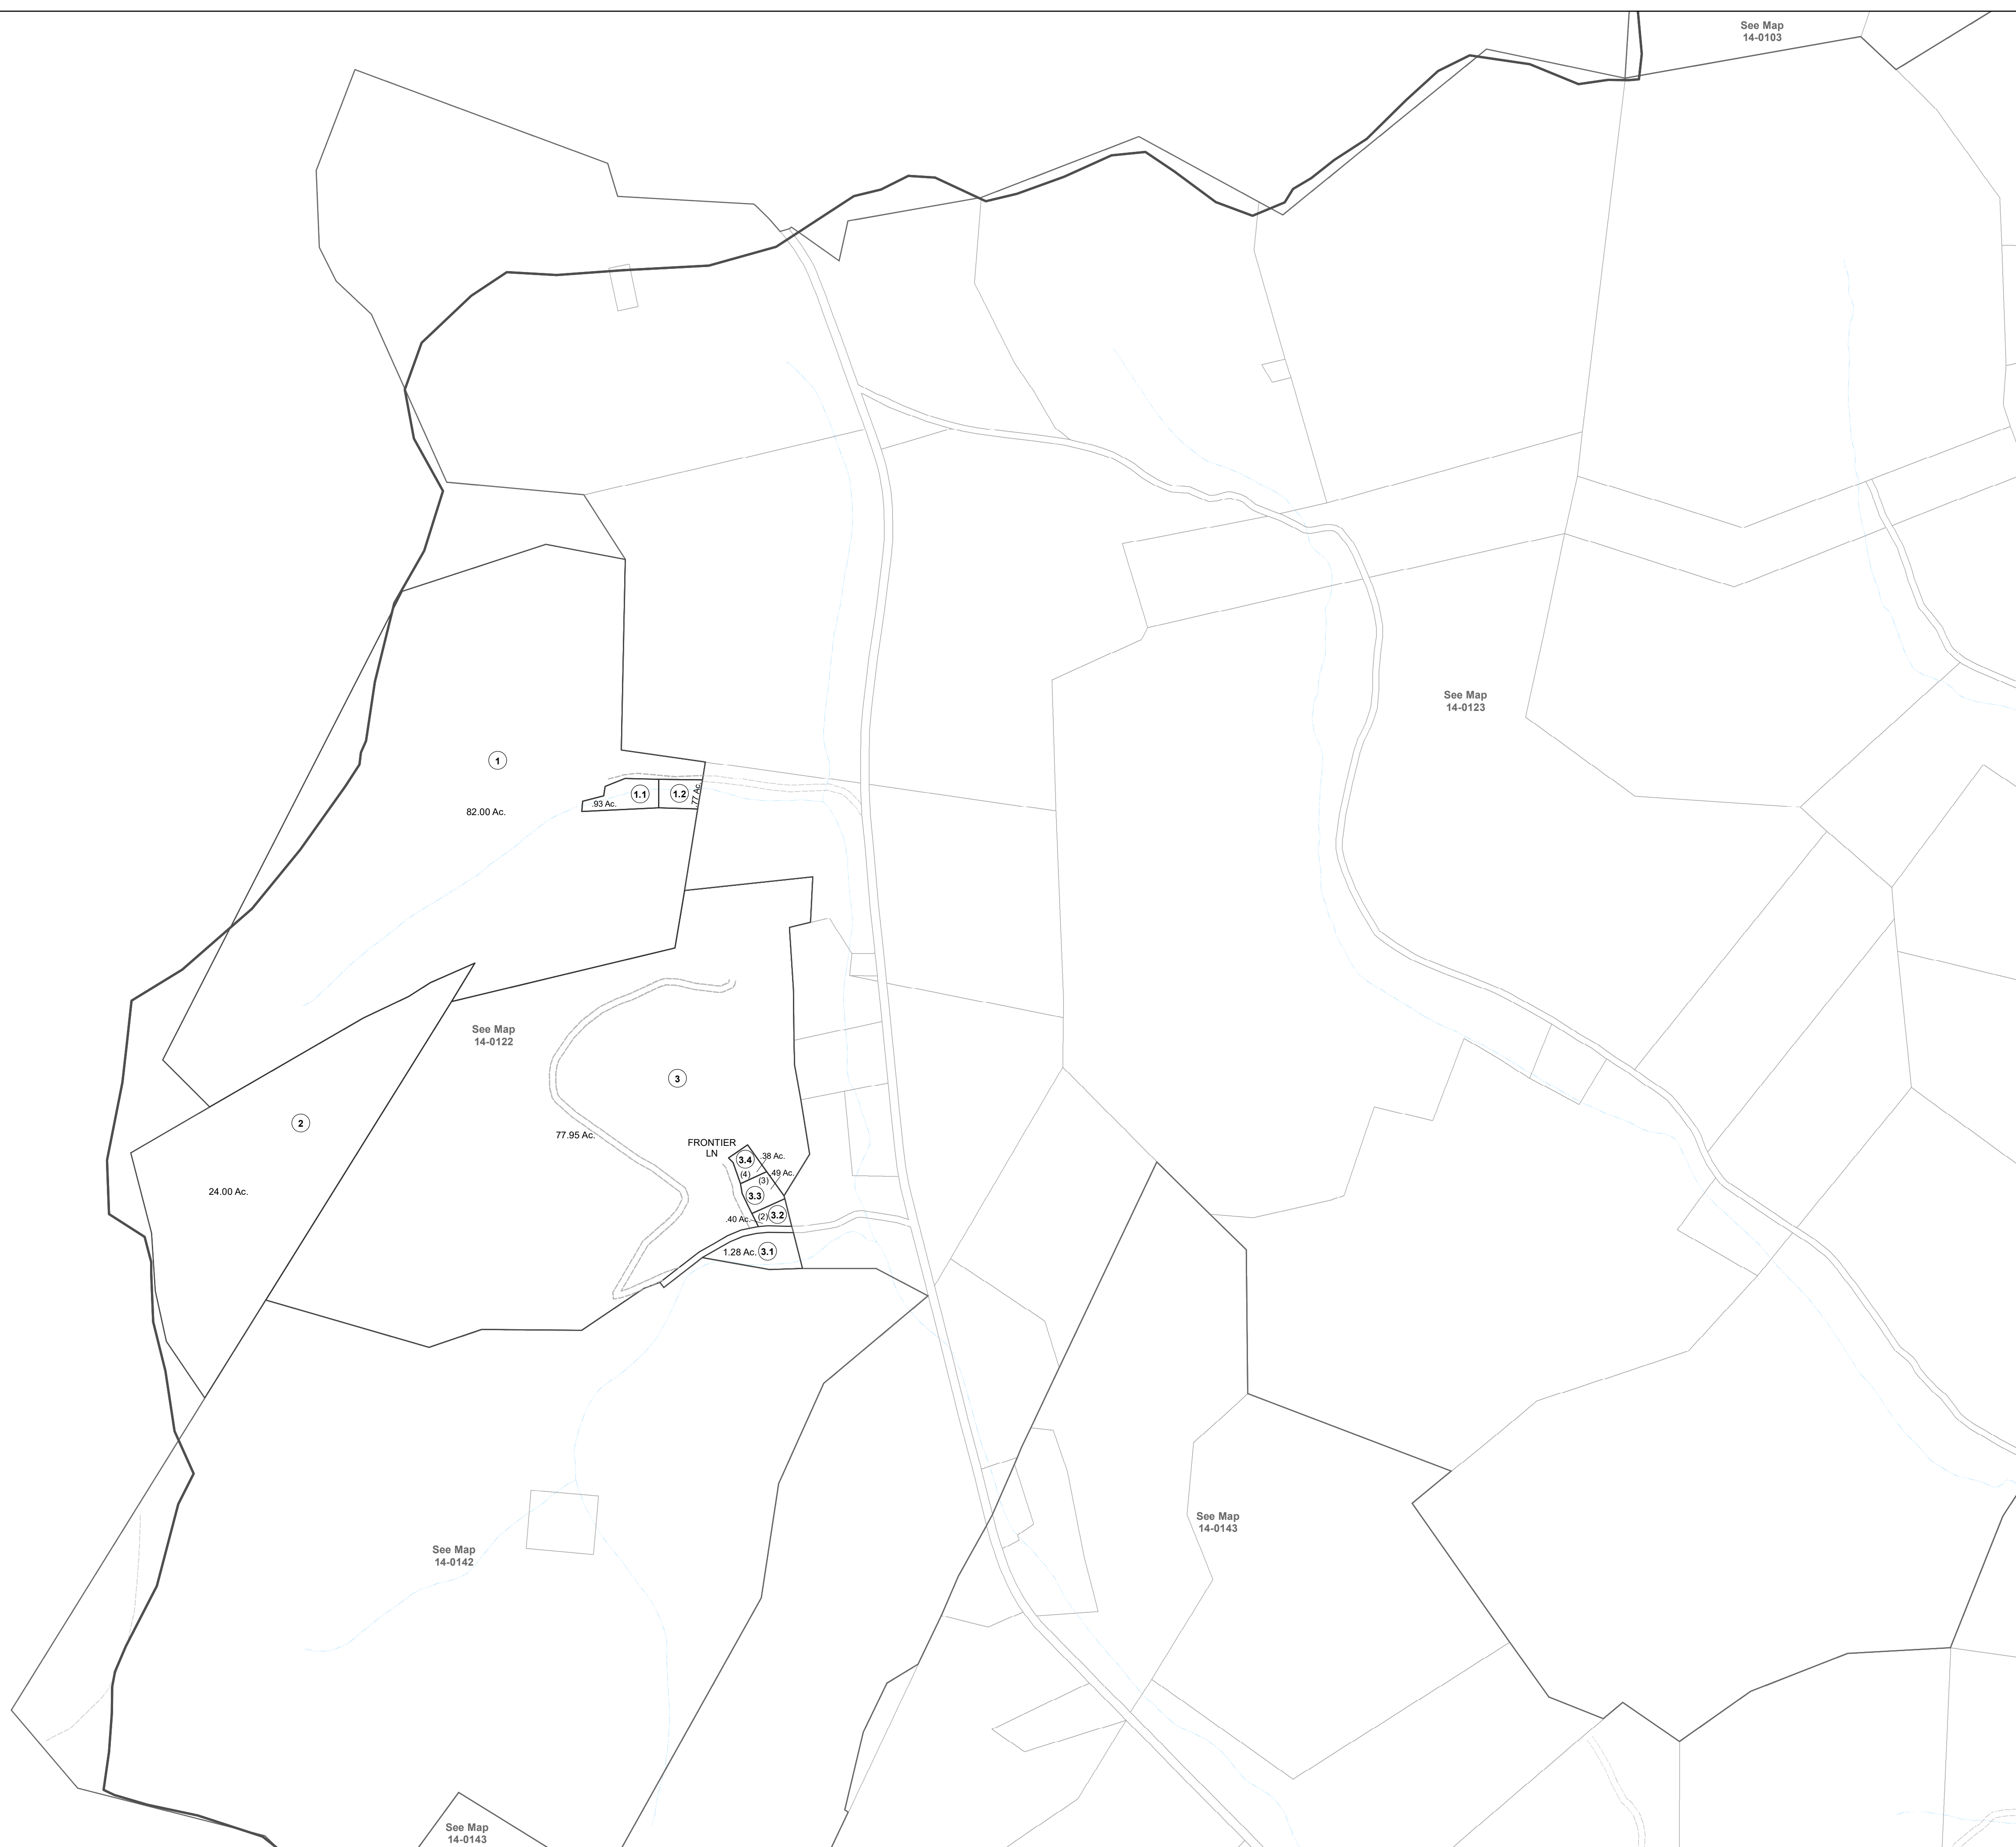 See Map
14-0103
See Map
14-0123
1
82.00 Ac.
.93 Ac.
1.1
1.2
.77 Ac.
See Map
14-0122
3
2
77.95 Ac.
24.00 Ac.
FRONTIER
LN
3.4
.38 Ac.
(4)
(3)
.49 Ac.
3.3
.40 Ac.
(2)
3.2
1.28 Ac.
3.1
See Map
14-0143
See Map
14-0142
See Map
14-0143